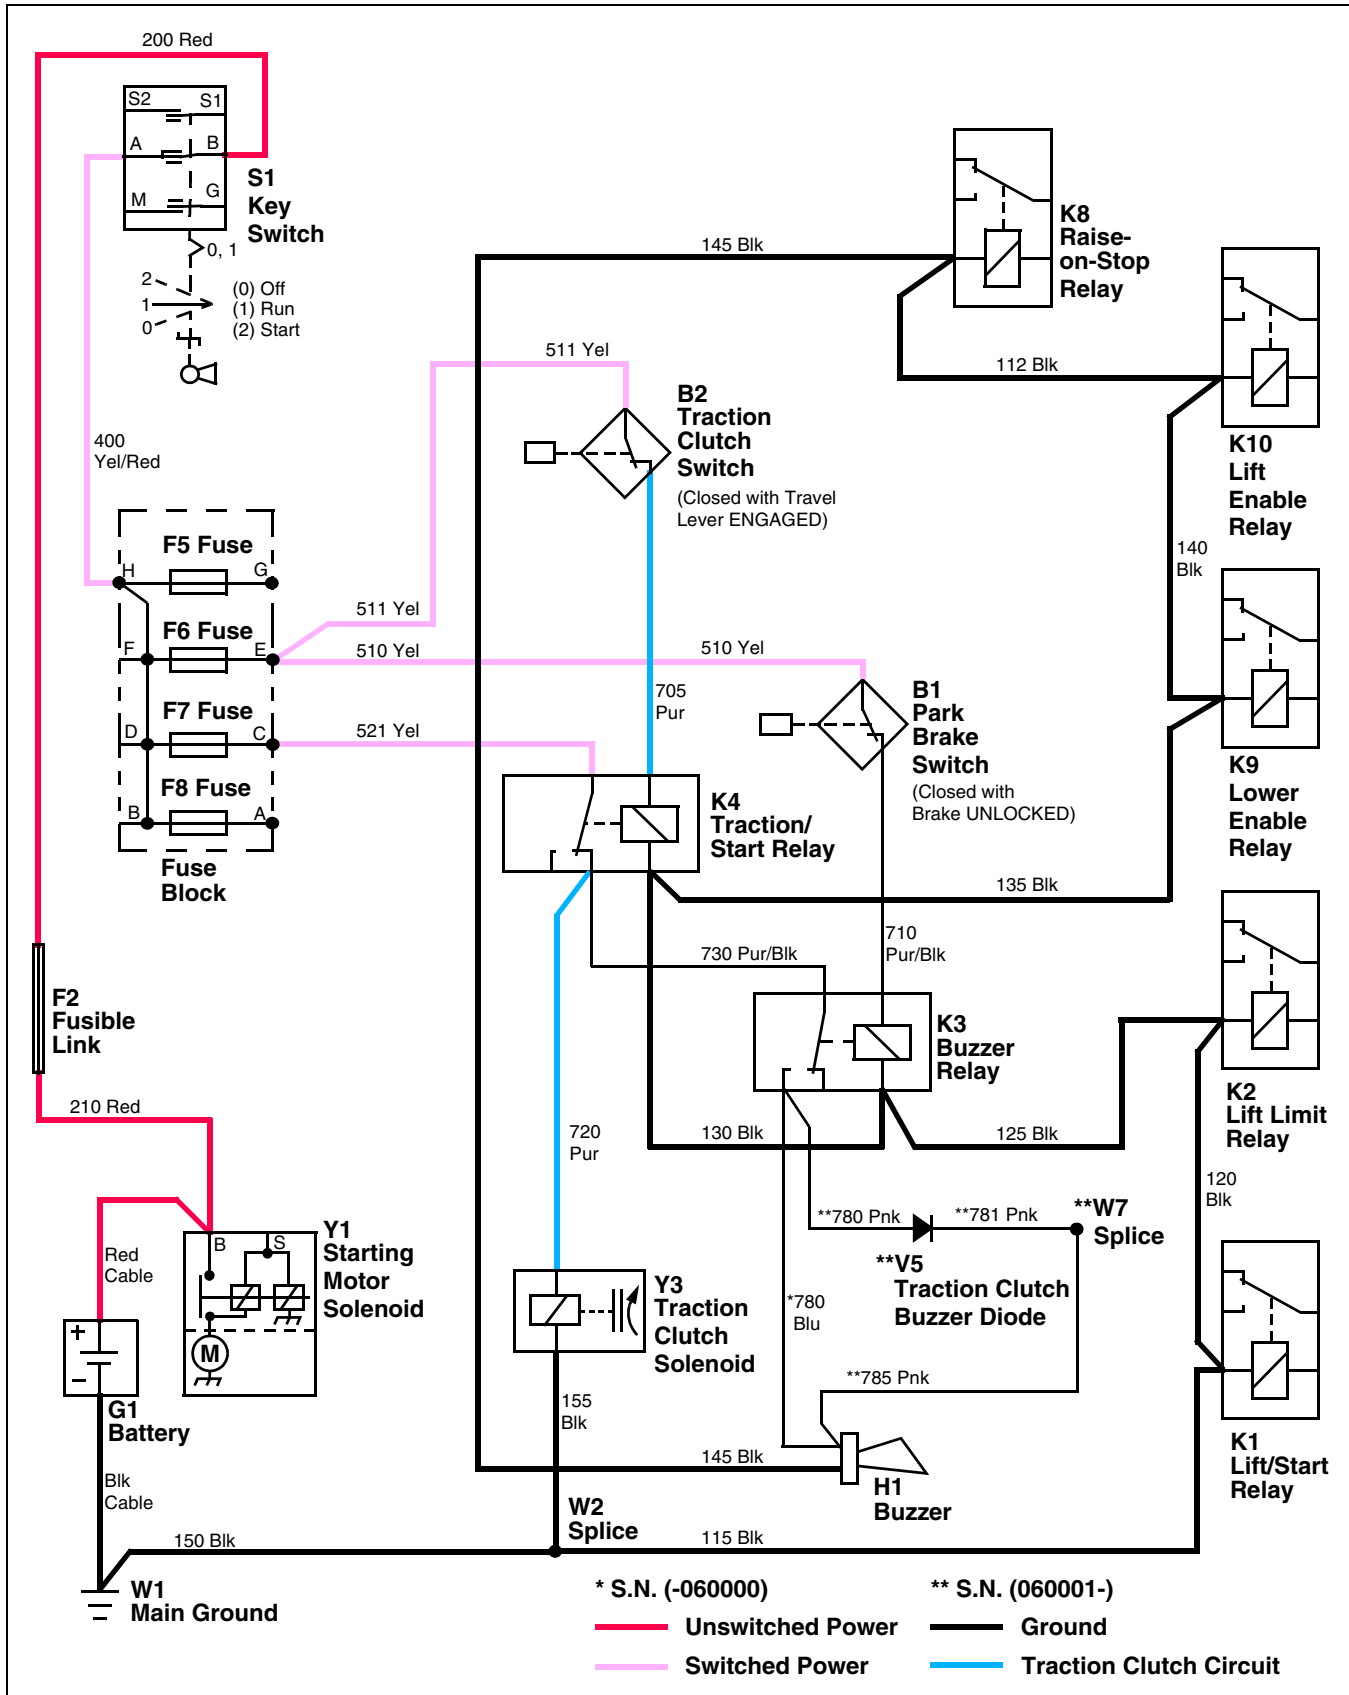 200 Red
S2
S1
A
B
M
G
S1
Key
Switch
0, 1
2
1
0
(0) Off
(1) Run
(2) Start
K8
Raise-
on-Stop
Relay
145 Blk
112 Blk
511 Yel
B2
Traction
Clutch
Switch
(Closed with Travel
Lever ENGAGED)
K10
Lift
Enable
Relay
400
Yel/Red
140
Blk
F5 Fuse
H
G
F6 Fuse
F
E
F7 Fuse
D
C
F8 Fuse
B
A
Fuse
Block
511 Yel
510 Yel
510 Yel
521 Yel
705
Pur
B1
Park
Brake
Switch
(Closed with
Brake UNLOCKED)
K9
Lower
Enable
Relay
K4
Traction/
Start Relay
135 Blk
730 Pur/Blk
710
Pur/Blk
F2
Fusible
Link
K3
Buzzer
Relay
K2
Lift Limit
Relay
210 Red
720
Pur
130 Blk
125 Blk
120
Blk
**780 Pnk
**781 Pnk
**W7
Splice
Red
Cable
B
S
M
Y1
Starting
Motor
Solenoid
**V5
Traction Clutch
Buzzer Diode
Y3
Traction
Clutch
Solenoid
*780
Blu
+
−
G1
Battery
**785 Pnk
155
Blk
145 Blk
H1
Buzzer
K1
Lift/Start
Relay
Blk
Cable
150 Blk
W2
Splice
115 Blk
W1
Main Ground
* S.N. (-060000)
** S.N. (060001-)
Unswitched Power
Ground
Switched Power
Traction Clutch Circuit